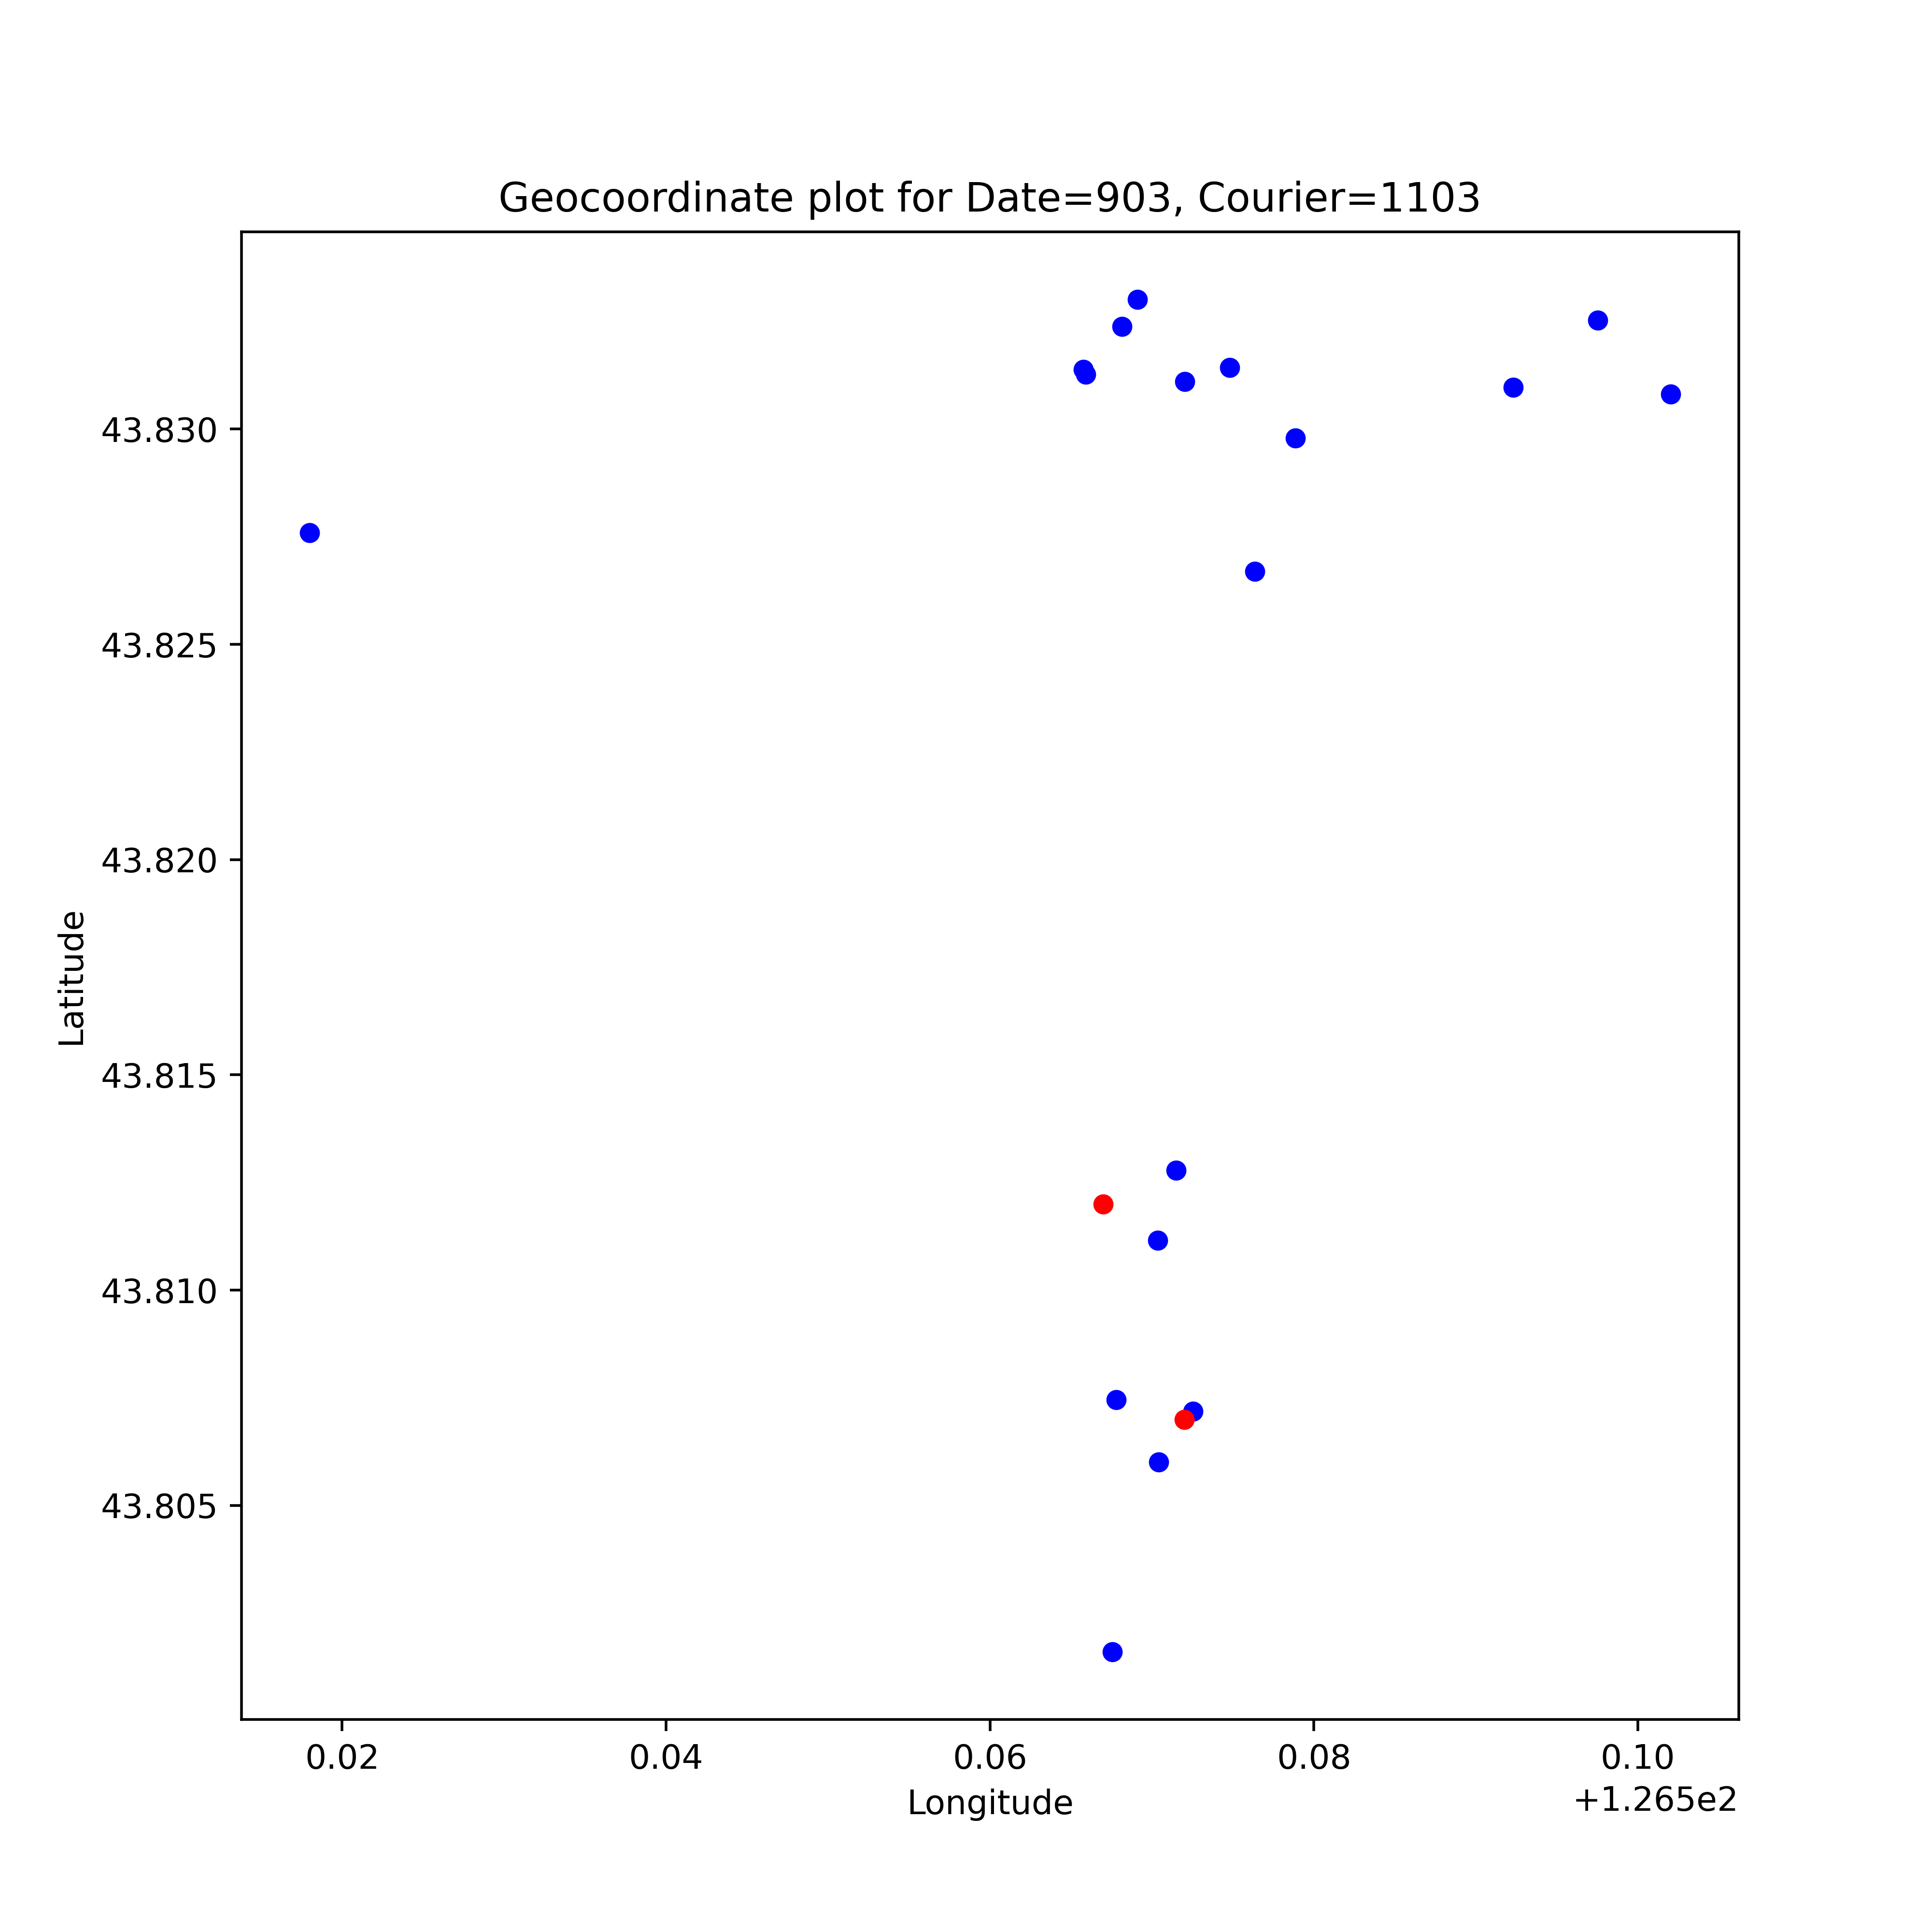 Geocoordinate plot for Date=903, Courier=1103
43.830
43.825
43.820
43.815
43.810
43.805
Latitude
0.02
0.04
0.06
0.08
0.10
Longitude
+1.265e2